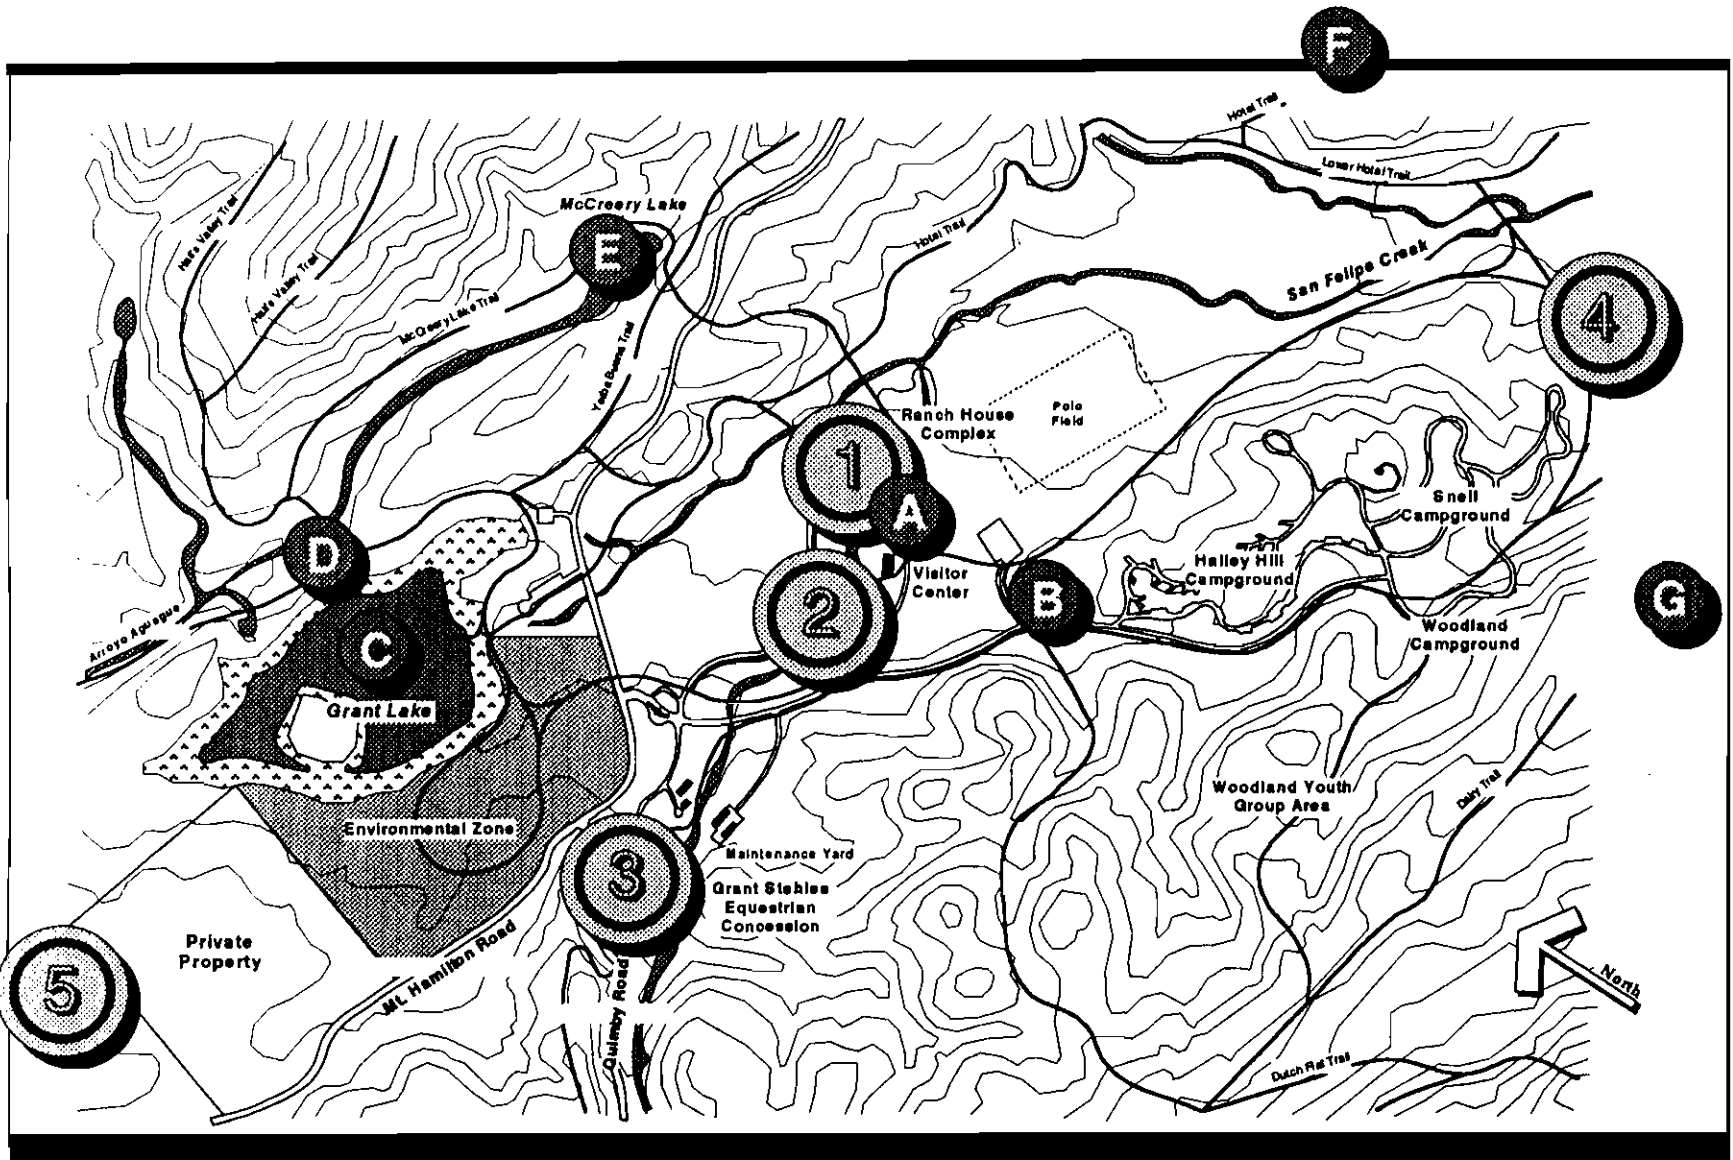 F
Hotel Trail
Lower Hotel Trail
McCreery Lake
Hall's Valley Trail
E
Hotel Trail
San Felipe Creek
Hall's Valley Trail
McCreery Lake Trail
4
Yerba Buena Trail
Ranch House
Complex
Polo
Field
1
A
Snell
Campground
D
Halley Hill
Campground
Visitor
Center
B
G
2
Arroyo Aguague
C
Woodland
Campground
Grant Lake
Woodland Youth
Group Area
Dairy Trail
Environmental Zone
3
Maintenance Yard
Grant Stables
Equestrian
Concession
Private
Property
Mt. Hamilton Road
5
North
Quimby Road
Dutch Flat Trail